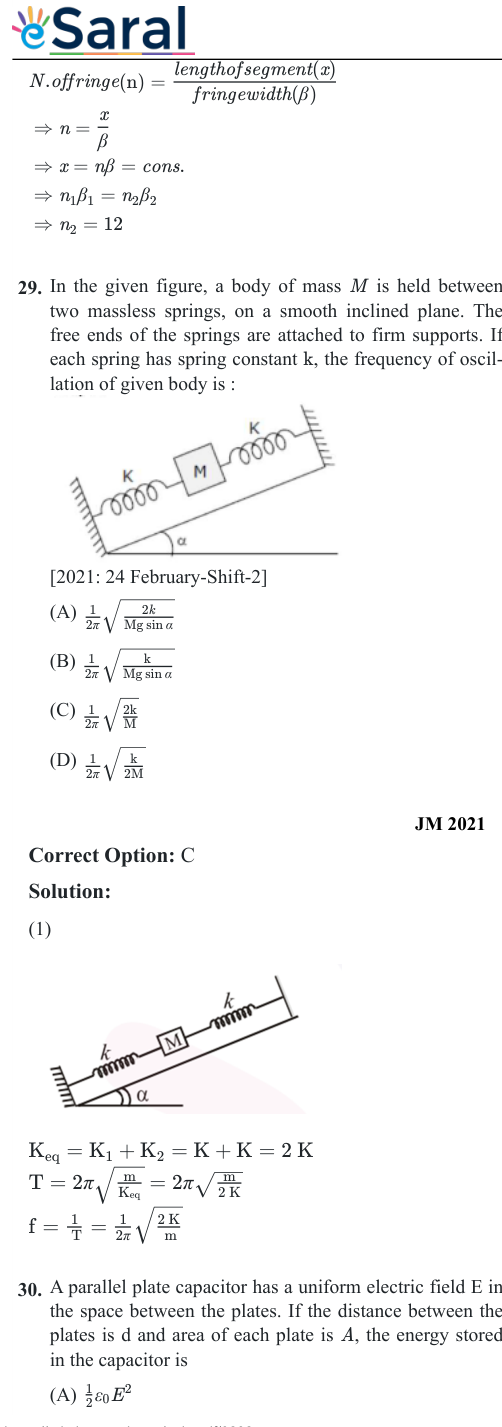 eSaral
N.offringe(n) = lengthofsegment(x) / fringewidth(β)
⇒ n = x/β
⇒ x = nβ = cons.
⇒ n₁β₁ = n₂β₂
⇒ n₂ = 12
29. In the given figure, a body of mass M is held between
two massless springs, on a smooth inclined plane. The
free ends of the springs are attached to firm supports. If
each spring has spring constant k, the frequency of oscil-
lation of given body is :
K
K
M
α
[2021: 24 February-Shift-2]
(A) 1/2π √(2k / Mg sin α)
(B) 1/2π √(k / Mg sin α)
(C) 1/2π √(2k / M)
(D) 1/2π √(k / 2M)
JM 2021
Correct Option: C
Solution:
(1)
k
k
M
α
K_eq = K₁ + K₂ = K + K = 2 K
T = 2π √(m / K_eq) = 2π √(m / 2 K)
f = 1/T = 1/2π √(2 K / m)
30. A parallel plate capacitor has a uniform electric field E in
the space between the plates. If the distance between the
plates is d and area of each plate is A, the energy stored
in the capacitor is
(A) ½ε₀E²